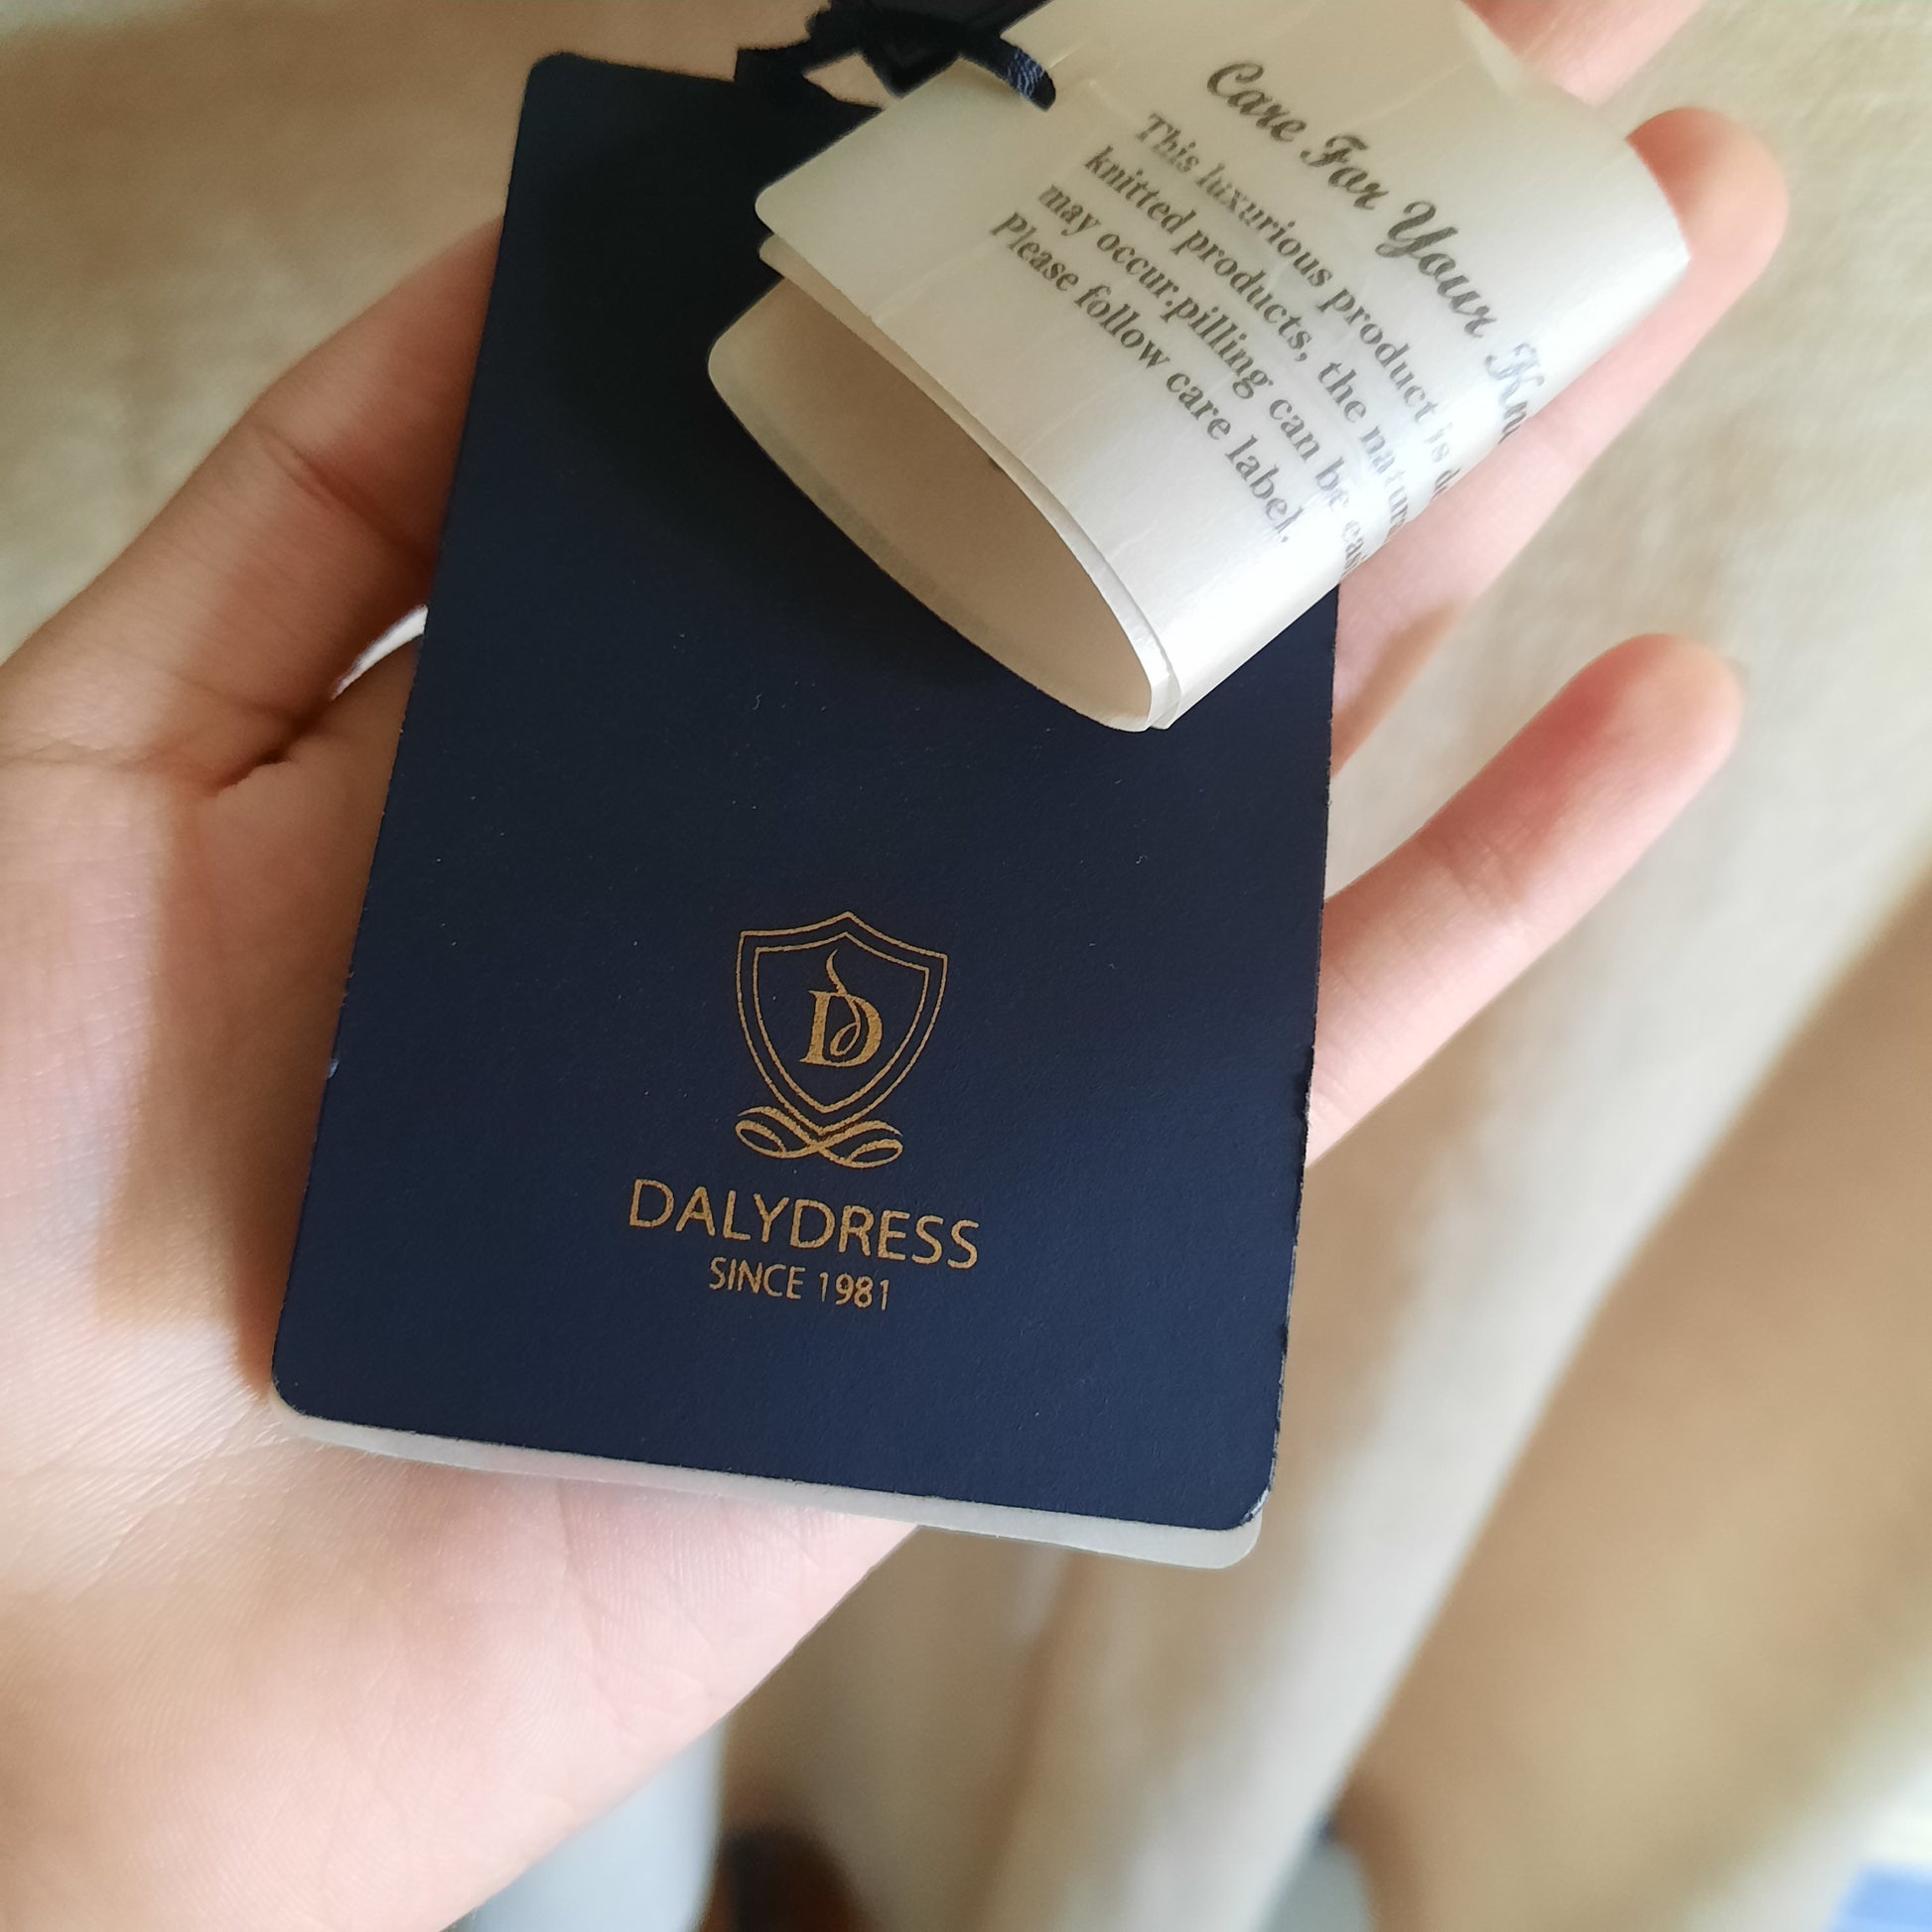 Care For Your
This luxurious product is
knitted products, the
may occur.pilling can be
Please follow care label.
D
DALYDRESS
SINCE 1981